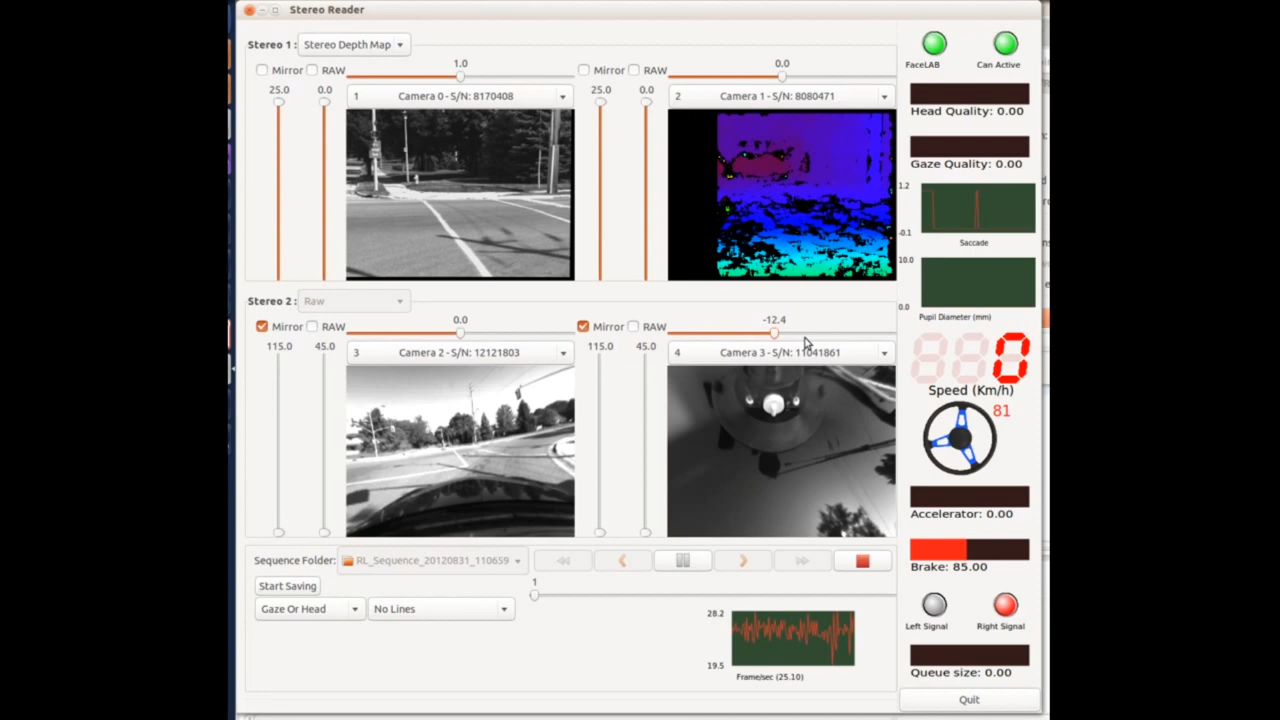 Stereo Reader
Stereo 1 : Stereo Depth Map
Mirror RAW 1.0 Mirror RAW 0.0
25.0 0.0 1 Camera 0 - S/N: 8170408 25.0 0.0 2 Camera 1 - S/N: 8080471
Stereo 2 : Raw
Mirror RAW 0.0 Mirror RAW -12.4
115.0 45.0 3 Camera 2 - S/N: 12121803 115.0 45.0 4 Camera 3 - S/N: 11041861
Sequence Folder: RL_Sequence_20120831_110659
Start Saving 1
Gaze Or Head No Lines
28.2
19.5
Frame/sec (25.10)
FaceLAB Can Active
Head Quality: 0.00
Gaze Quality: 0.00
1.2
-0.1
Saccade
10.0
0.0
Pupil Diameter (mm)
0
Speed (Km/h)
81
Accelerator: 0.00
Brake: 85.00
Left Signal Right Signal
Queue size: 0.00
Quit